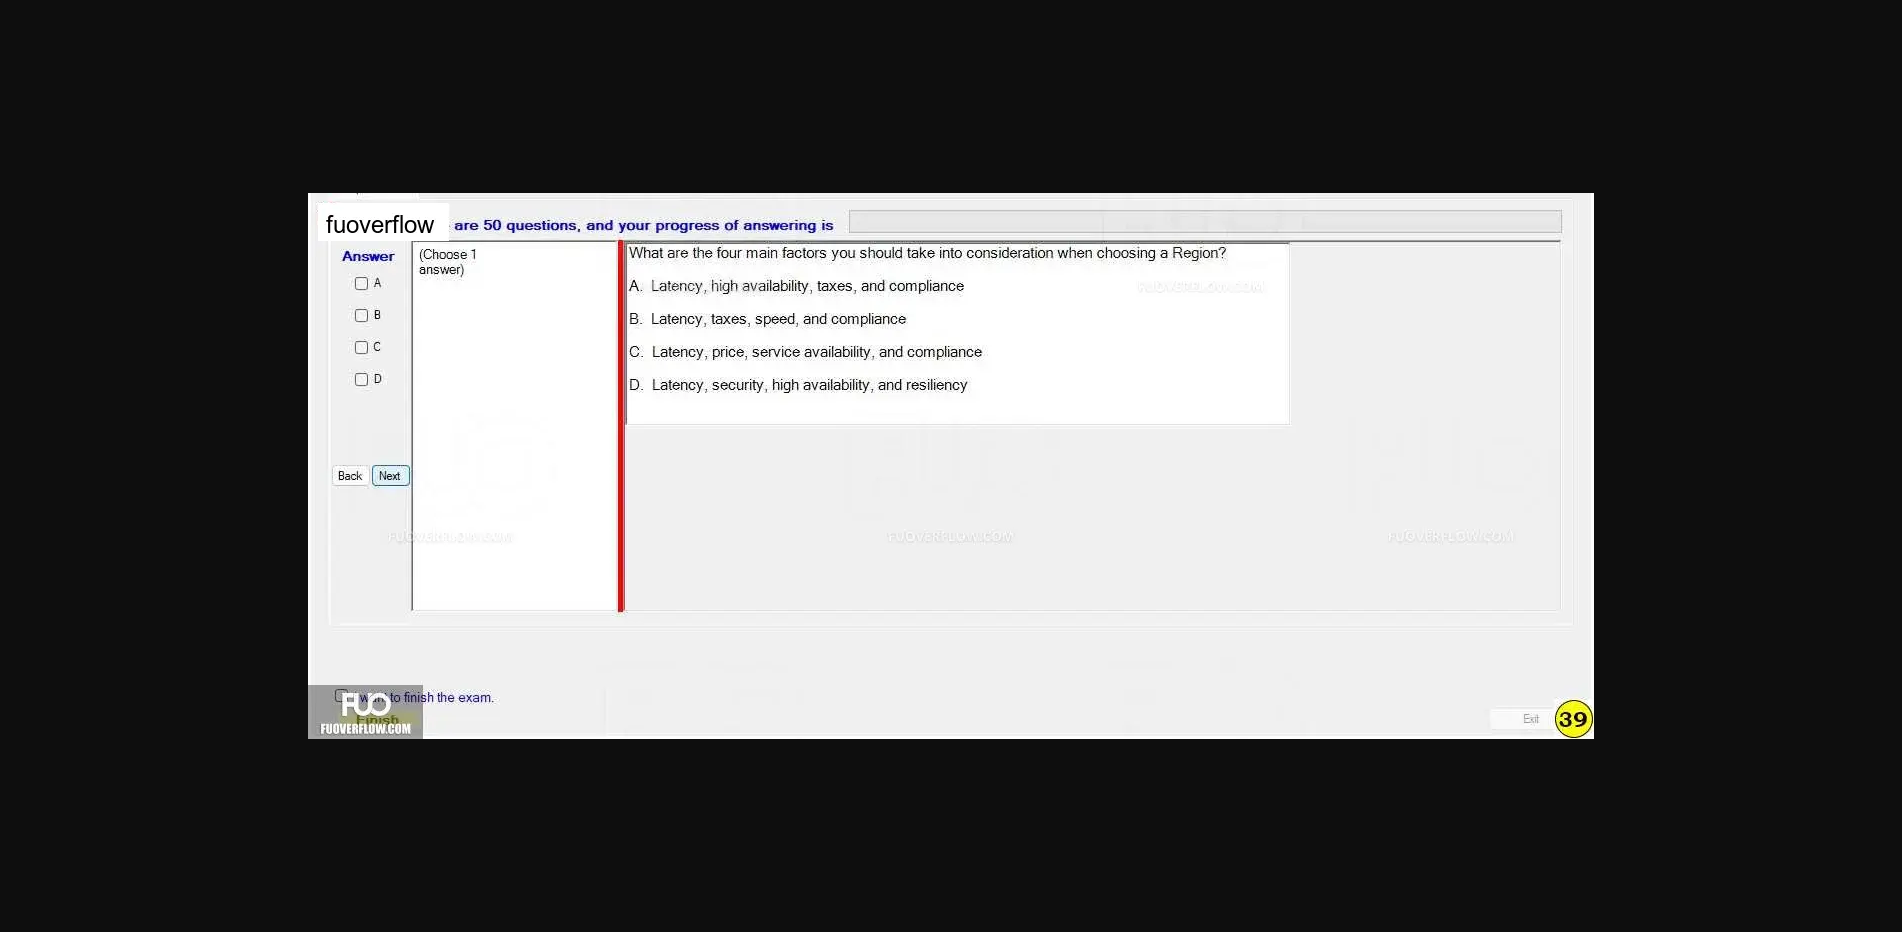 fuoverflow are 50 questions, and your progress of answering is
Answer
A
B
C
D
Back Next
(Choose 1
answer)
What are the four main factors you should take into consideration when choosing a Region?
A. Latency, high availability, taxes, and compliance
B. Latency, taxes, speed, and compliance
C. Latency, price, service availability, and compliance
D. Latency, security, high availability, and resiliency
FUOVERFLOW.COM
FUOVERFLOW.COM
FUOVERFLOW.COM
FUOVERFLOW.COM
want to finish the exam.
Finish
FUO
FUOVERFLOW.COM
Exit
39